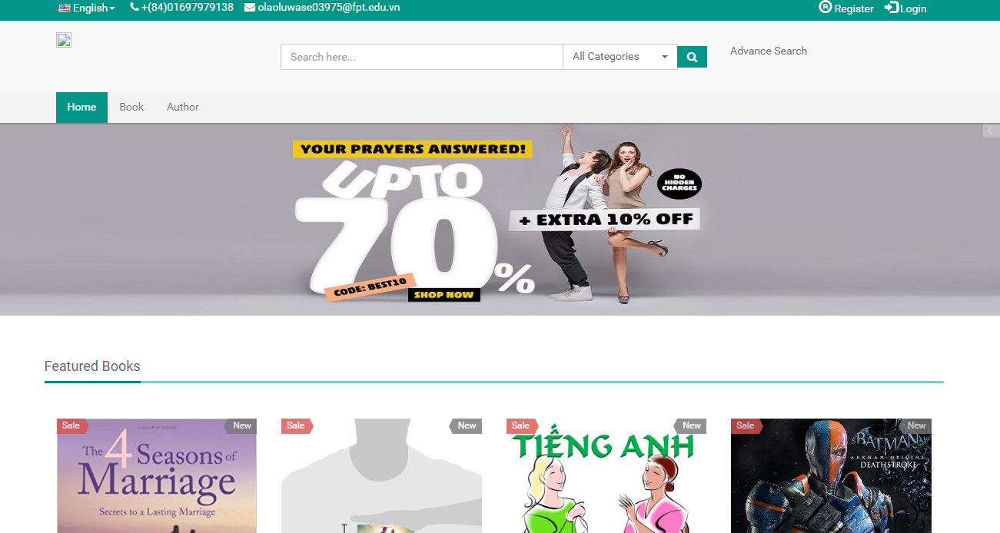 English
+(84)01697979138
olaoluwase03975@fpt.edu.vn
Register
Login
Search here...
All Categories
Advance Search
Home
Book
Author
YOUR PRAYERS ANSWERED!
UPTO
70%
NO
HIDDEN
CHARGES
+ EXTRA 10% OFF
CODE: BEST10
SHOP NOW
Featured Books
Sale
New
The 4 Seasons of
Marriage
Secrets to a Lasting Marriage
Sale
New
Sale
New
TIẾNG ANH
Sale
New
BATMAN
ARKHAM ORIGINS
DEATHSTROKE